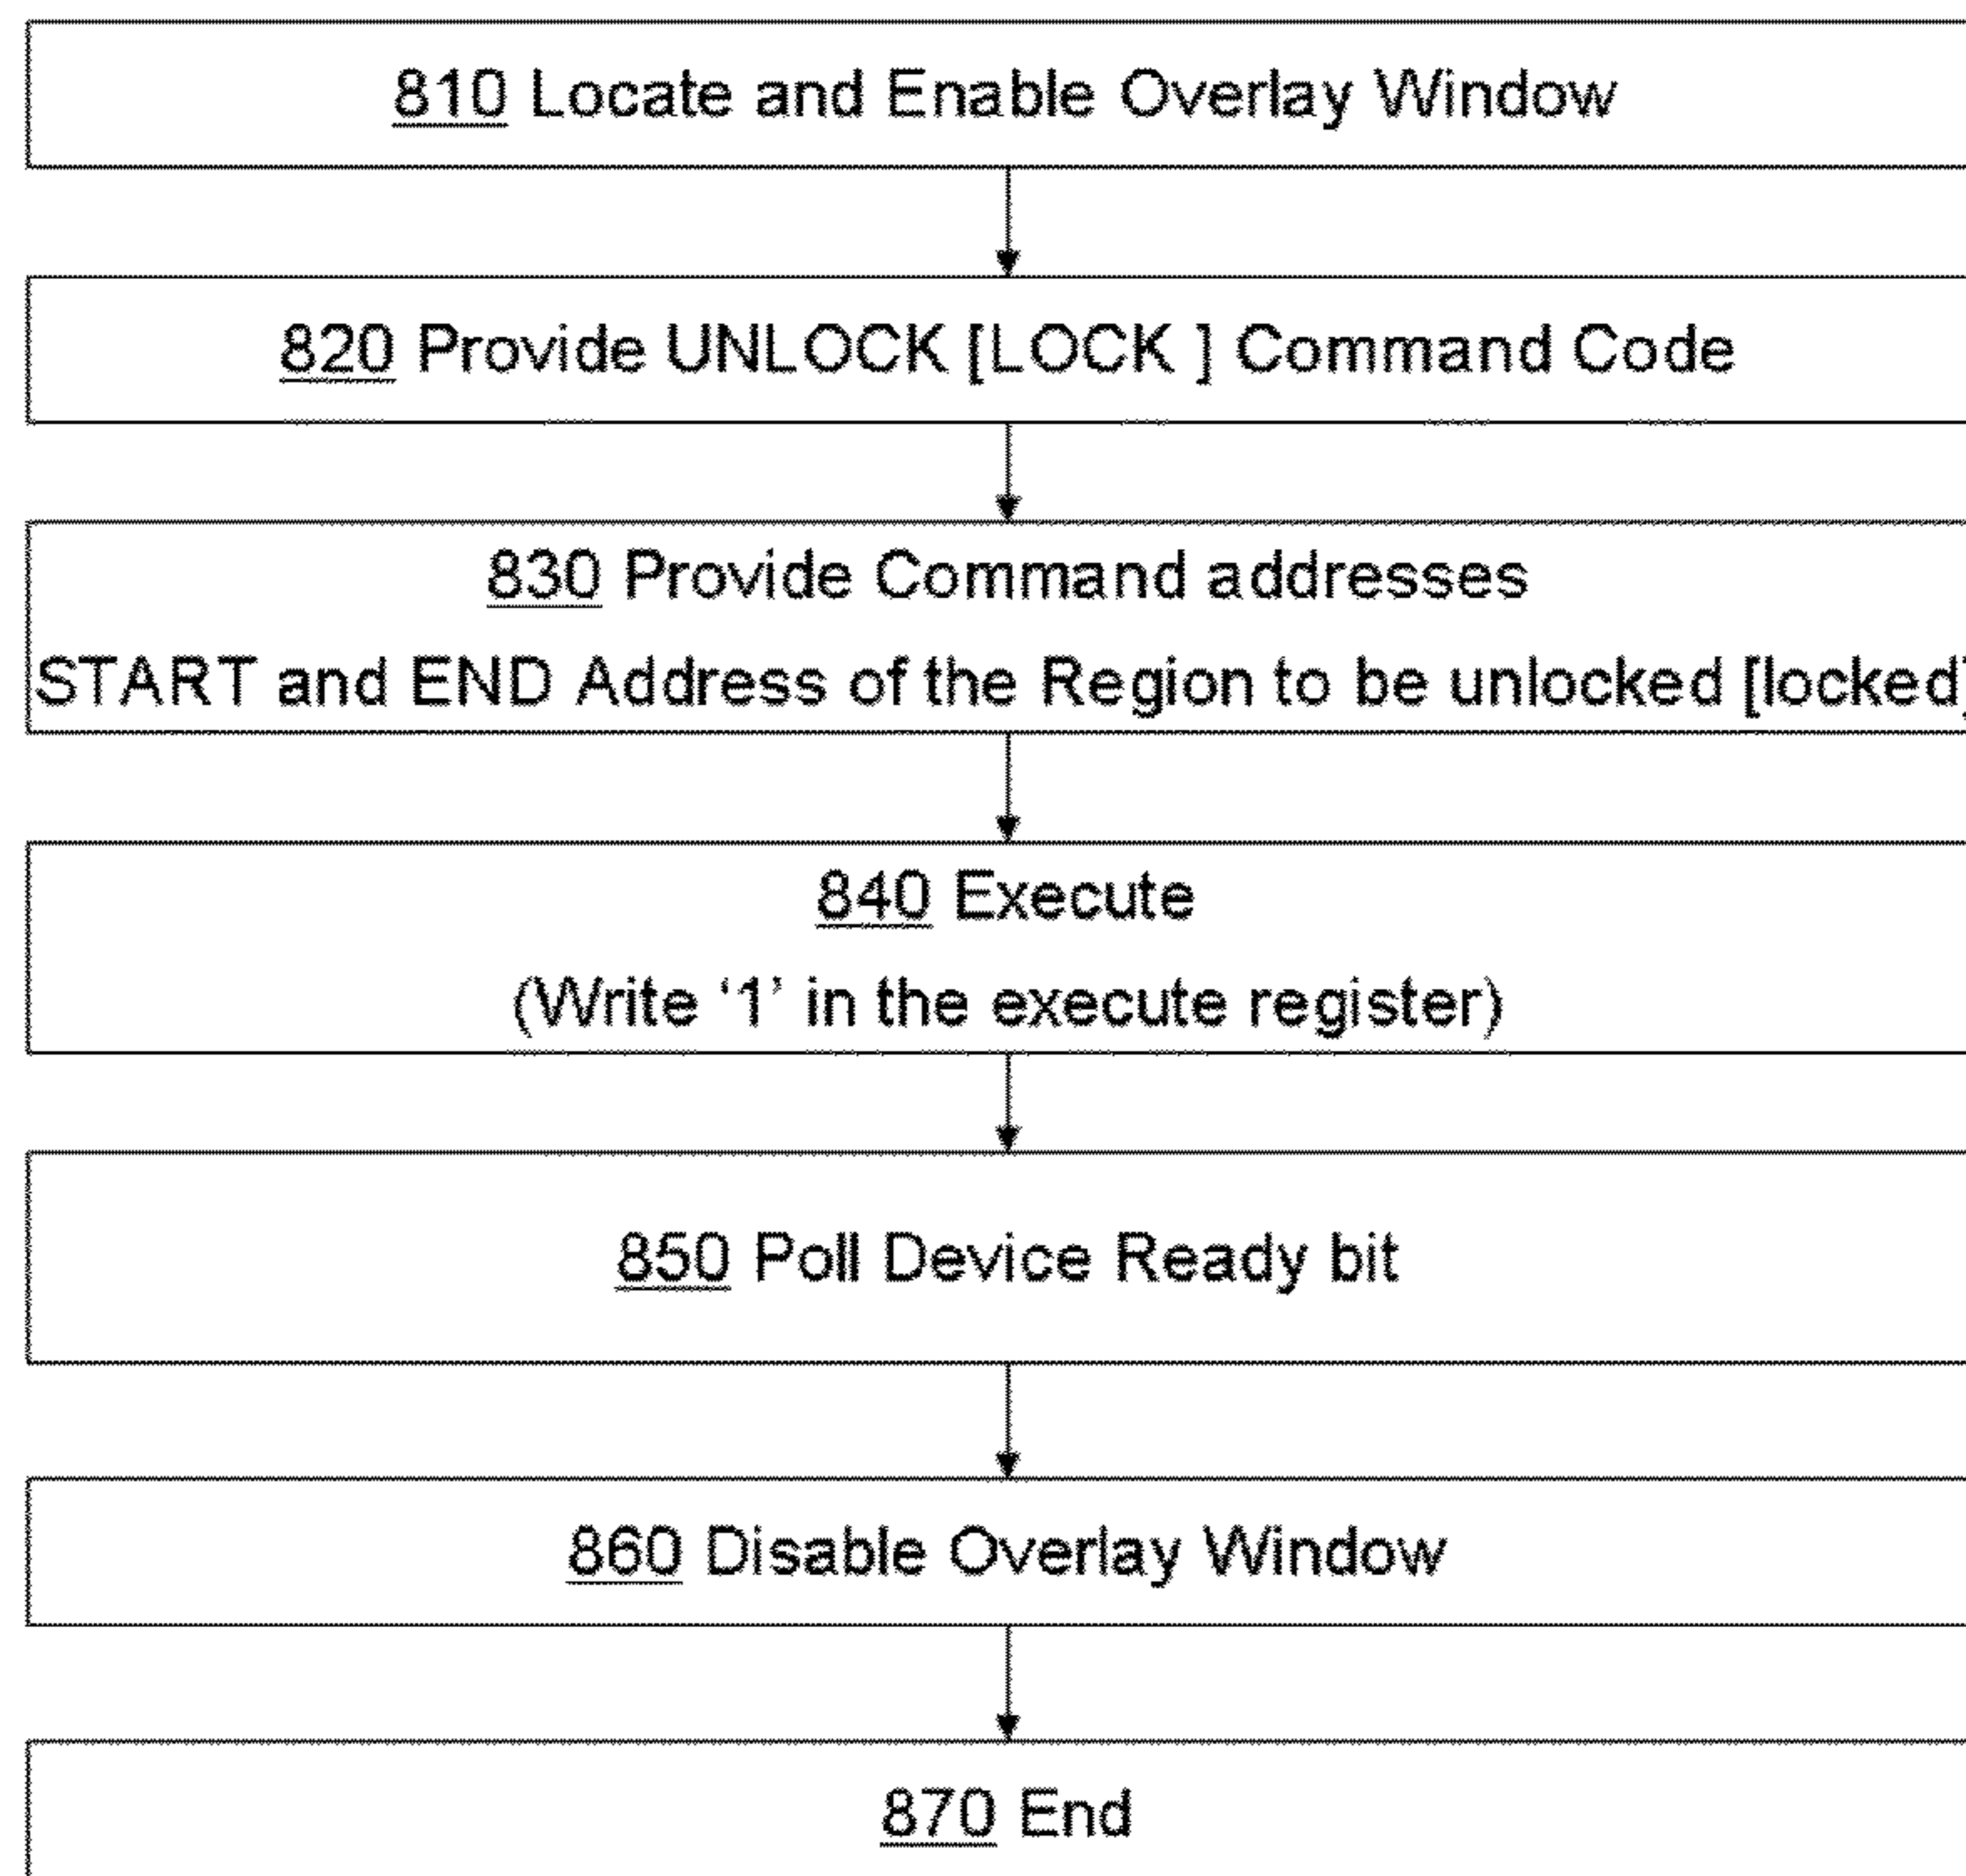 810 Locate and Enable Overlay Window
820 Provide UNLOCK [LOCK ] Command Code
830 Provide Command addresses
START and END Address of the Region to be unlocked [locked]
840 Execute
(Write ‘1’ in the execute register)
850 Poll Device Ready bit
860 Disable Overlay Window
870 End